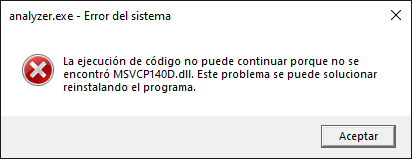 analyzer.exe - Error del sistema
La ejecución de código no puede continuar porque no se
encontró MSVCP140D.dll. Este problema se puede solucionar
reinstalando el programa.
Aceptar